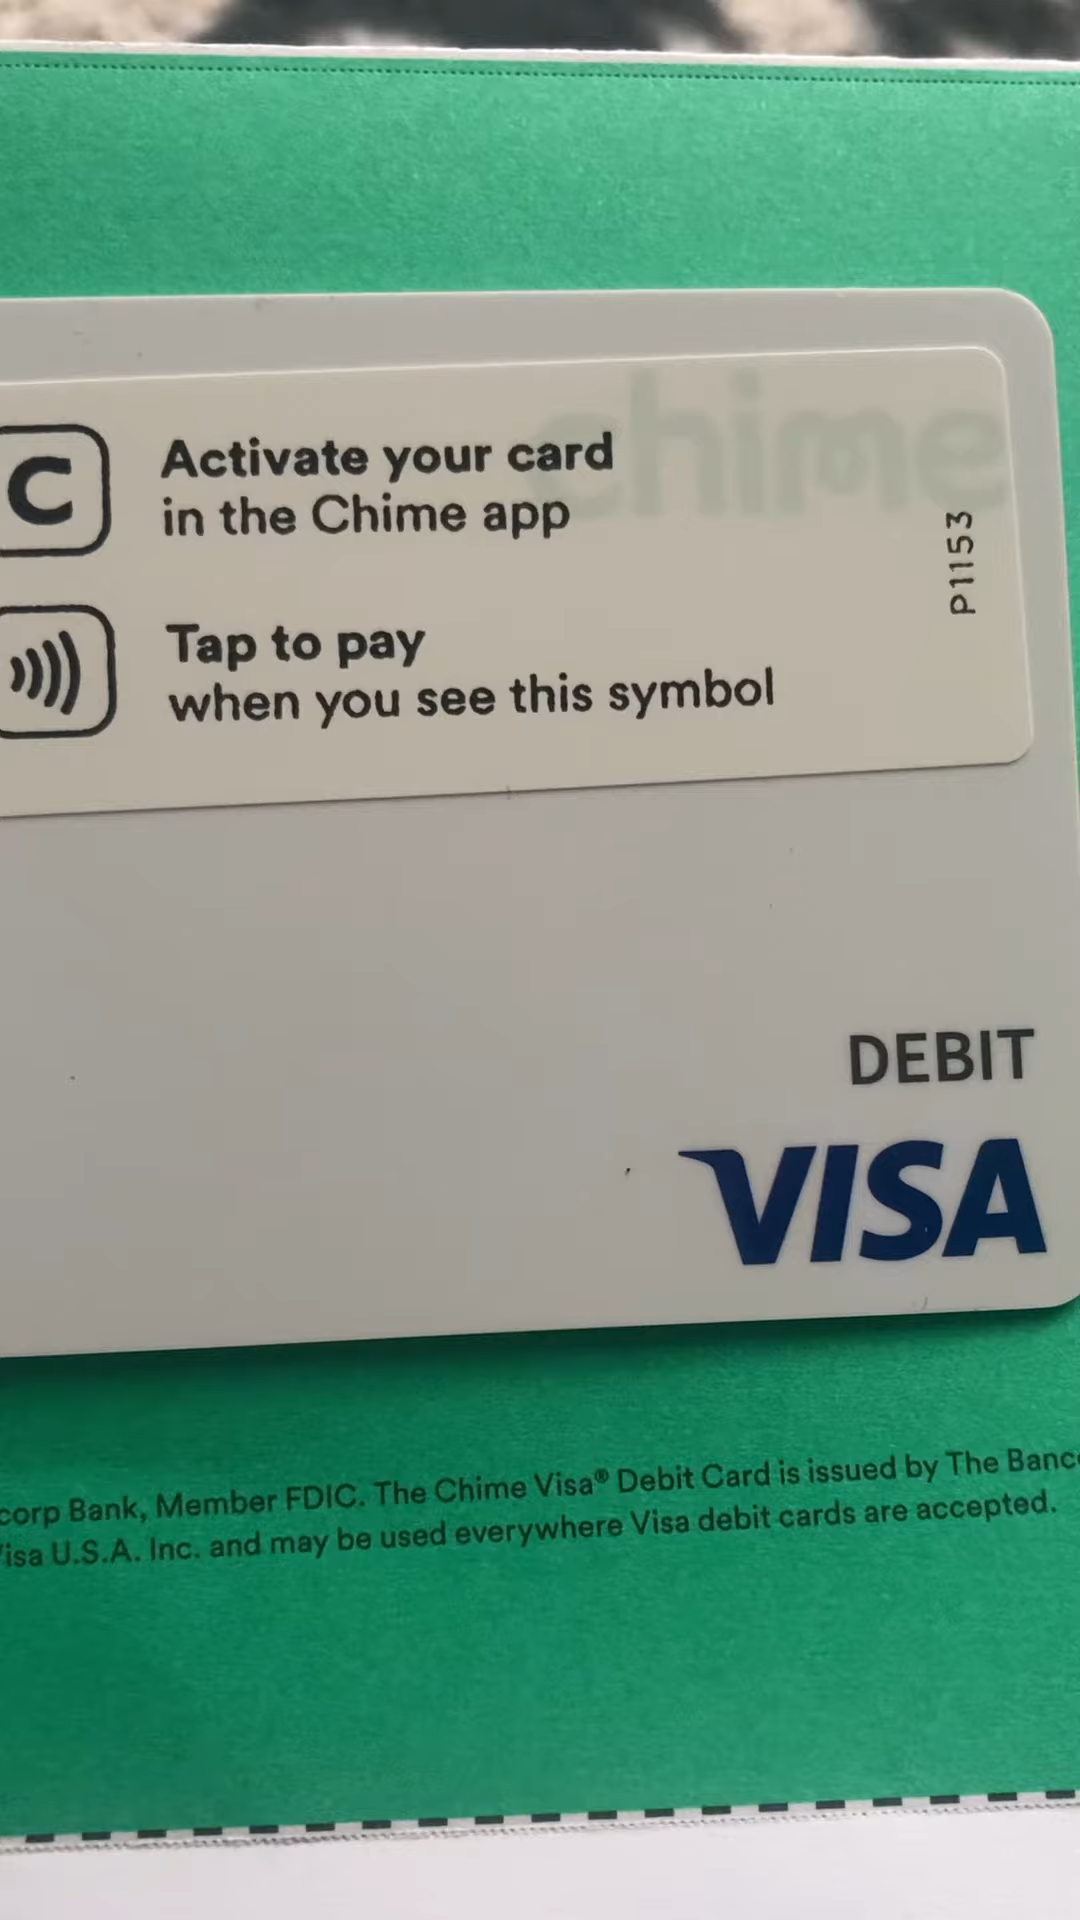 chime
C
Activate your card
in the Chime app
P1153
Tap to pay
when you see this symbol
DEBIT
VISA
corp Bank, Member FDIC. The Chime Visa® Debit Card is issued by The Banc
Visa U.S.A. Inc. and may be used everywhere Visa debit cards are accepted.